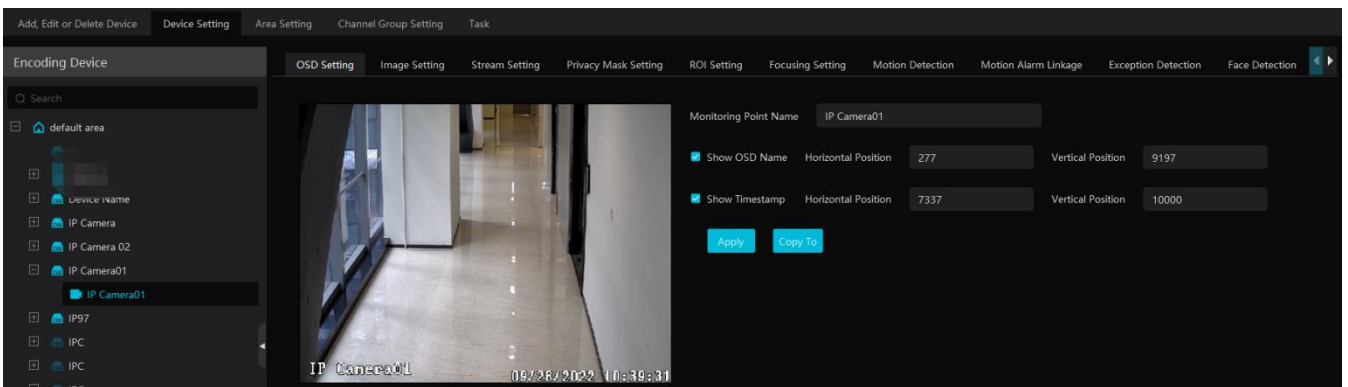 Add, Edit or Delete Device Device Setting Area Setting Channel Group Setting Task
Encoding Device
Search
default area
Device Name
IP Camera
IP Camera 02
IP Camera01
IP Camera01
IP97
IPC
IPC
OSD Setting Image Setting Stream Setting Privacy Mask Setting ROI Setting Focusing Setting Motion Detection Motion Alarm Linkage Exception Detection Face Detection
IP Camera01
09/28/2022 10:39:31
Monitoring Point Name IP Camera01
Show OSD Name Horizontal Position 277 Vertical Position 9197
Show Timestamp Horizontal Position 7337 Vertical Position 10000
Apply Copy To